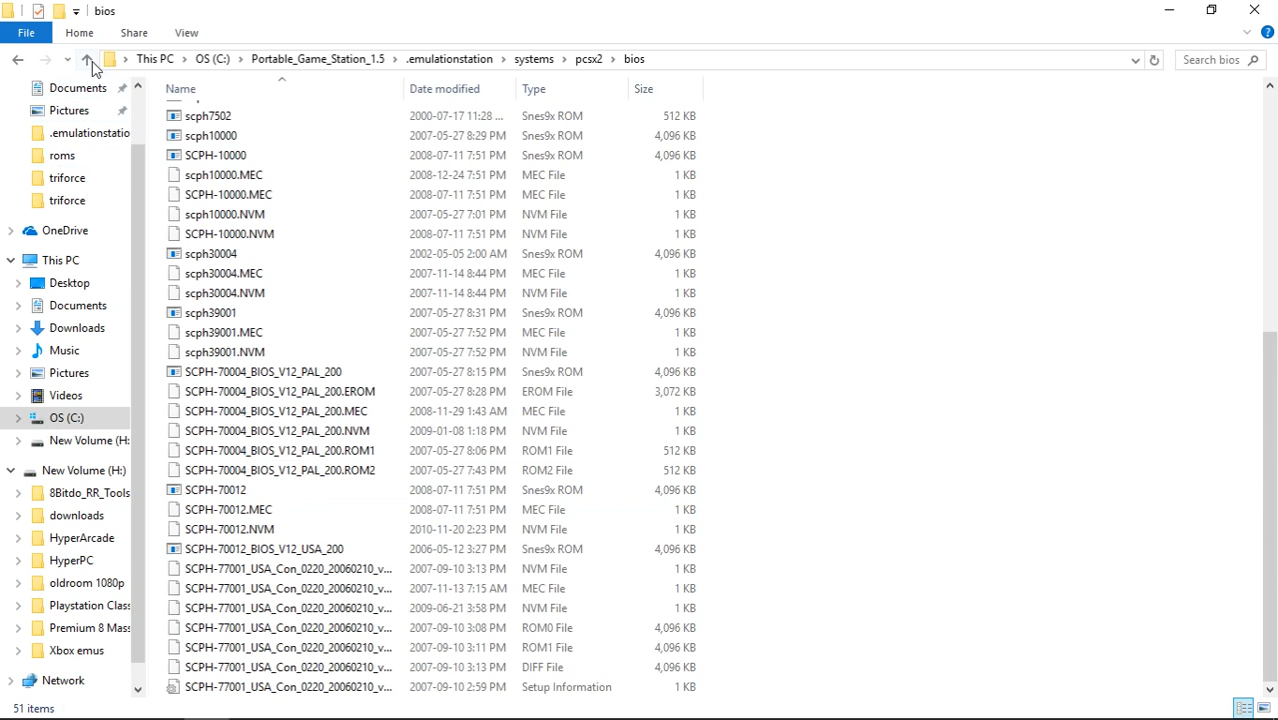 bios
File Home Share View
This PC OS (C:) Portable_Game_Station_1.5 .emulationstation systems pcsx2 bios Search bios
Documents
Pictures
.emulationstatio
roms
triforce
triforce
OneDrive
This PC
Desktop
Documents
Downloads
Music
Pictures
Videos
OS (C:)
New Volume (H:
New Volume (H:)
8Bitdo_RR_Tools
downloads
HyperArcade
HyperPC
oldroom 1080p
Playstation Clas
Premium 8 Mas
Xbox emus
Network
Name Date modified Type Size
scph7502 2000-07-17 11:28 ... Snes9x ROM 512 KB
scph10000 2007-05-27 8:29 PM Snes9x ROM 4,096 KB
SCPH-10000 2008-07-11 7:51 PM Snes9x ROM 4,096 KB
scph10000.MEC 2008-12-24 7:51 PM MEC File 1 KB
SCPH-10000.MEC 2008-07-11 7:51 PM MEC File 1 KB
scph10000.NVM 2007-05-27 7:01 PM NVM File 1 KB
SCPH-10000.NVM 2008-07-11 7:51 PM NVM File 1 KB
scph30004 2002-05-05 2:00 AM Snes9x ROM 4,096 KB
scph30004.MEC 2007-11-14 8:44 PM MEC File 1 KB
scph30004.NVM 2007-11-14 8:44 PM NVM File 1 KB
scph39001 2007-05-27 8:31 PM Snes9x ROM 4,096 KB
scph39001.MEC 2007-05-27 7:52 PM MEC File 1 KB
scph39001.NVM 2007-05-27 7:52 PM NVM File 1 KB
SCPH-70004_BIOS_V12_PAL_200 2007-05-27 8:15 PM Snes9x ROM 4,096 KB
SCPH-70004_BIOS_V12_PAL_200.EROM 2007-05-27 8:28 PM EROM File 3,072 KB
SCPH-70004_BIOS_V12_PAL_200.MEC 2008-11-29 1:43 AM MEC File 1 KB
SCPH-70004_BIOS_V12_PAL_200.NVM 2009-01-08 1:18 PM NVM File 1 KB
SCPH-70004_BIOS_V12_PAL_200.ROM1 2007-05-27 8:06 PM ROM1 File 512 KB
SCPH-70004_BIOS_V12_PAL_200.ROM2 2007-05-27 7:43 PM ROM2 File 512 KB
SCPH-70012 2008-07-11 7:51 PM Snes9x ROM 4,096 KB
SCPH-70012.MEC 2008-07-11 7:51 PM MEC File 1 KB
SCPH-70012.NVM 2010-11-20 2:23 PM NVM File 1 KB
SCPH-70012_BIOS_V12_USA_200 2006-05-12 3:27 PM Snes9x ROM 4,096 KB
SCPH-77001_USA_Con_0220_20060210_v... 2007-09-10 3:13 PM NVM File 1 KB
SCPH-77001_USA_Con_0220_20060210_v... 2007-11-13 7:15 AM MEC File 1 KB
SCPH-77001_USA_Con_0220_20060210_v... 2009-06-21 3:58 PM NVM File 1 KB
SCPH-77001_USA_Con_0220_20060210_v... 2007-09-10 3:08 PM ROM0 File 4,096 KB
SCPH-77001_USA_Con_0220_20060210_v... 2007-09-10 3:11 PM ROM1 File 4,096 KB
SCPH-77001_USA_Con_0220_20060210_v... 2007-09-10 3:13 PM DIFF File 4,096 KB
SCPH-77001_USA_Con_0220_20060210_v... 2007-09-10 2:59 PM Setup Information 1 KB
51 items